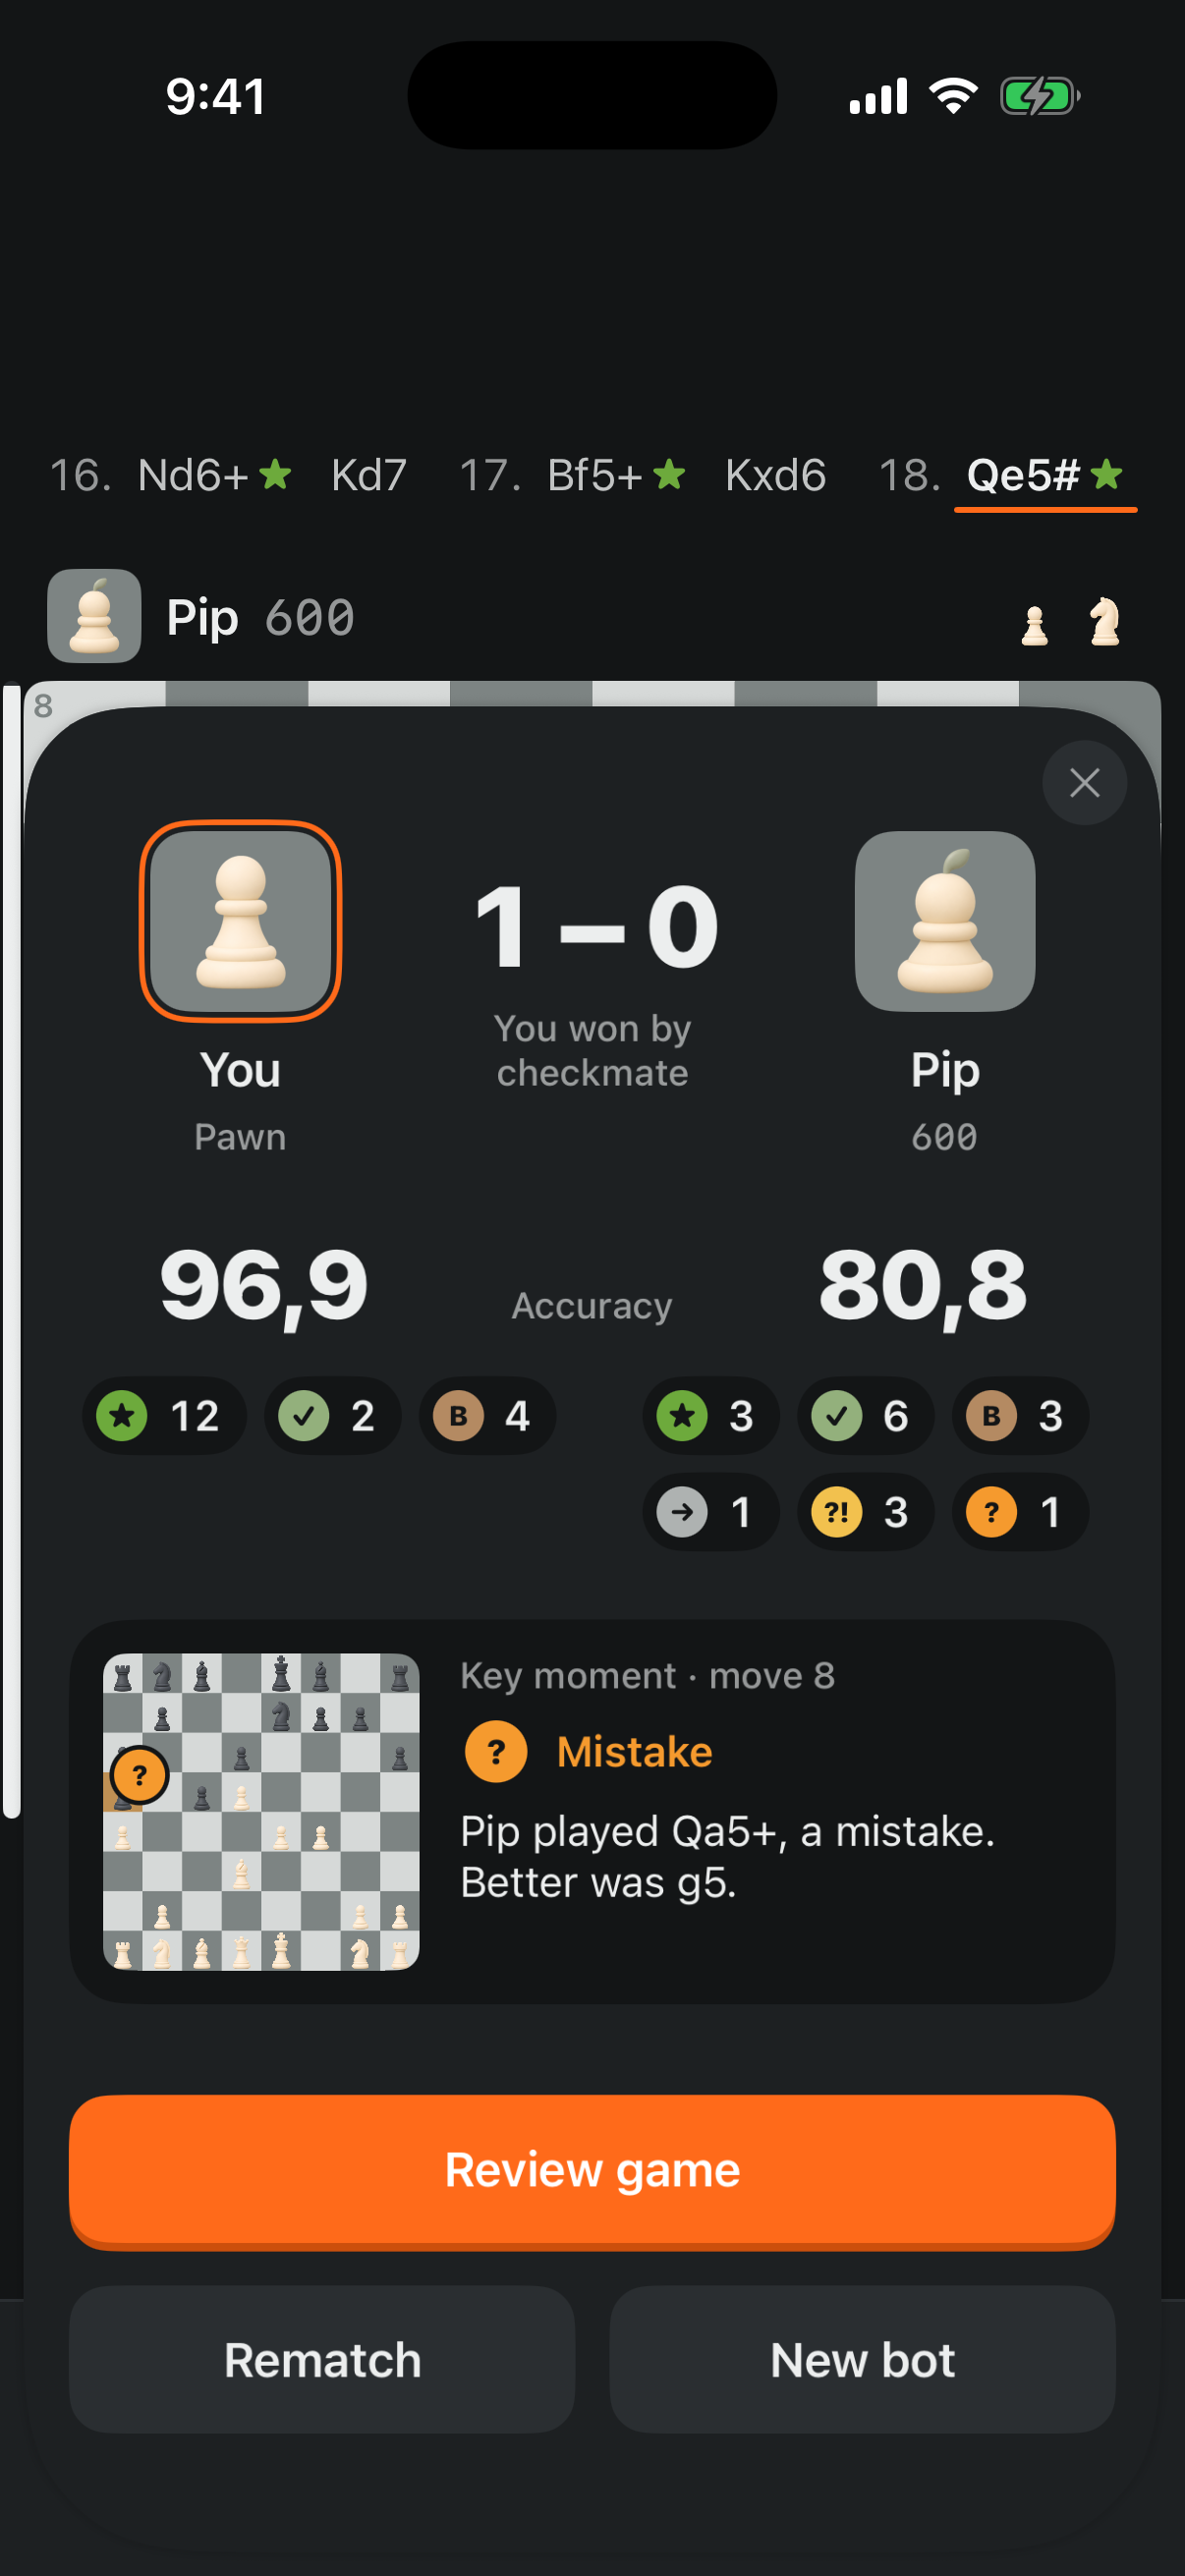 9:41
16. Nd6+ Kd7 17. Bf5+ Kxd6 18. Qe5#
Pip 600
8
1 – 0
You won by
checkmate
You
Pawn
Pip
600
96,9 Accuracy 80,8
12 2 B 4 3 6 B 3
1 ?! 3 ? 1
Key moment · move 8
? Mistake
?
Pip played Qa5+, a mistake.
Better was g5.
Review game
Rematch New bot